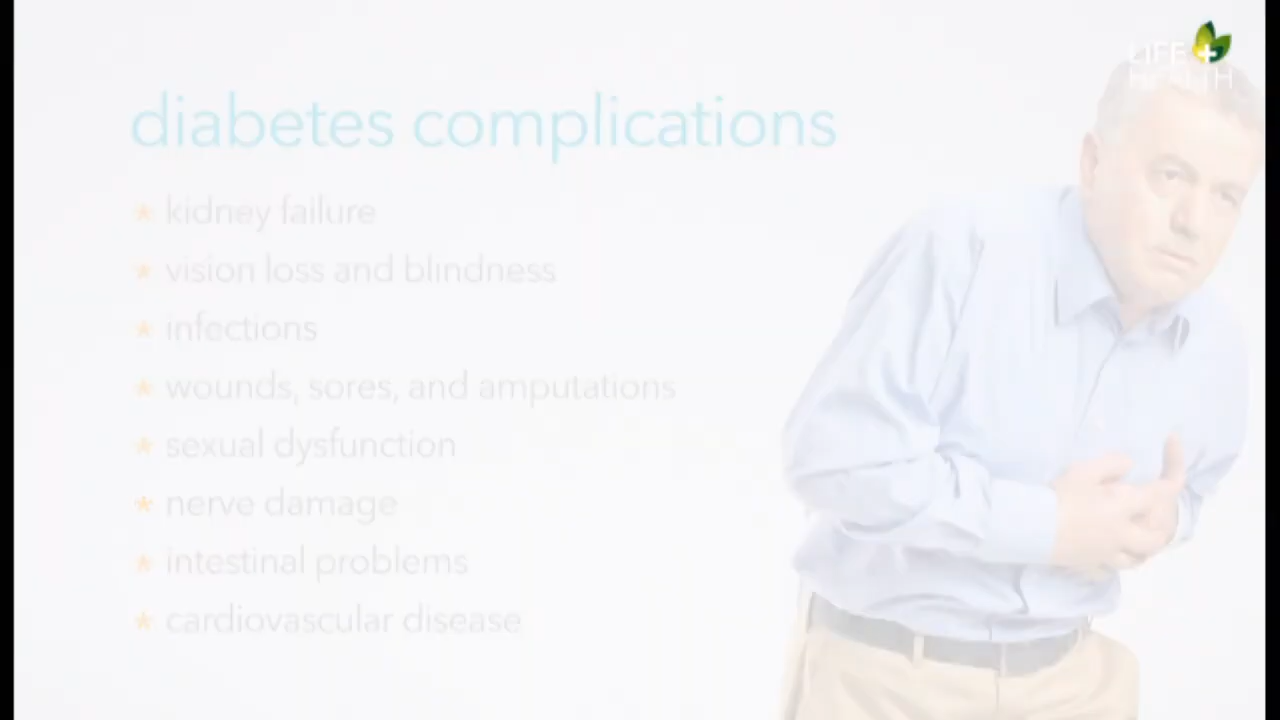 LIFE
HEALTH
diabetes complications
* kidney failure
* vision loss and blindness
* infections
* wounds, sores, and amputations
* sexual dysfunction
* nerve damage
* intestinal problems
* cardiovascular disease